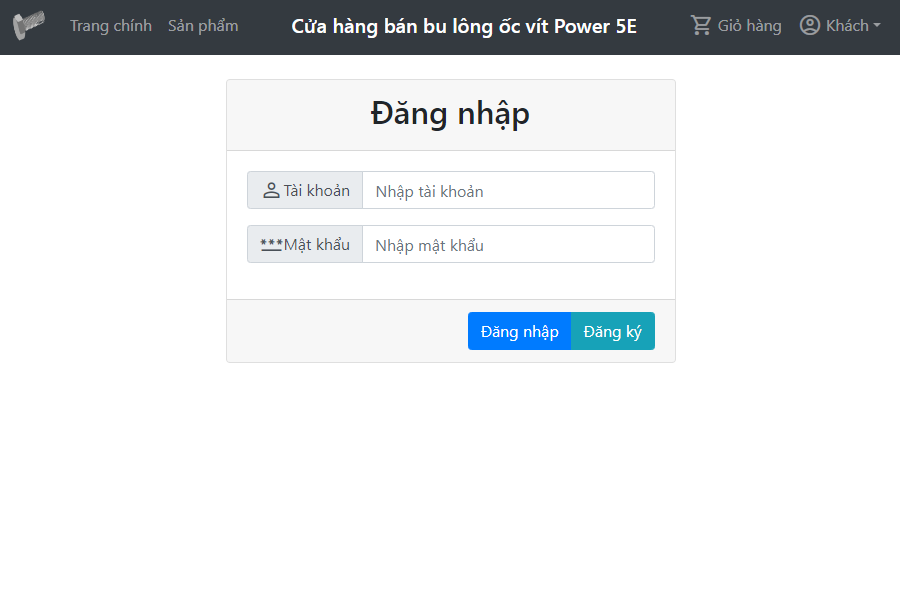 Trang chính Sản phẩm Cửa hàng bán bu lông ốc vít Power 5E Giỏ hàng Khách
Đăng nhập
Tài khoản Nhập tài khoản
***Mật khẩu Nhập mật khẩu
Đăng nhập Đăng ký